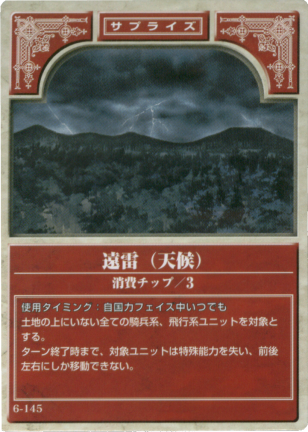 サプライズ
遠雷（天候）
消費チップ／3
使用タイミング：自国力フェイス中いつても
土地の上にいない全ての騎兵系、飛行系ユニットを対象と
する。
ターン終了時まで、対象ユニットは特殊能力を失い、前後
左右にしか移動できない。
6-145